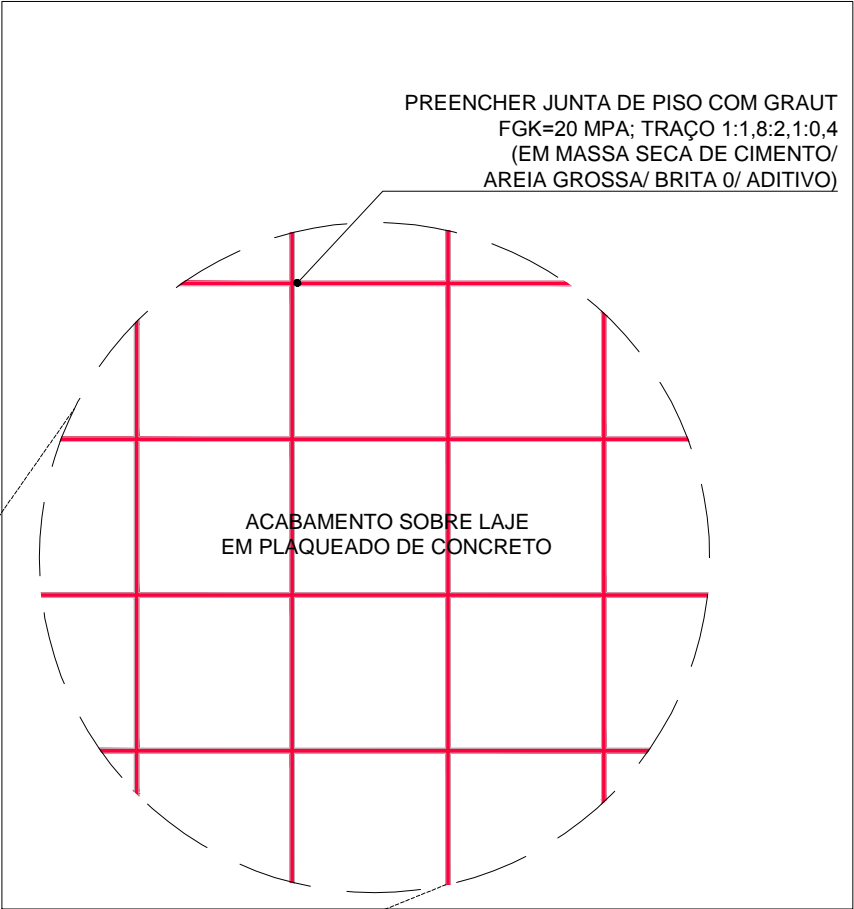 PREENCHER JUNTA DE PISO COM GRAUT
FGK=20 MPA; TRAÇO 1:1,8:2,1:0,4
(EM MASSA SECA DE CIMENTO/
AREIA GROSSA/ BRITA 0/ ADITIVO)
ACABAMENTO SOBRE LAJE
EM PLAQUEADO DE CONCRETO